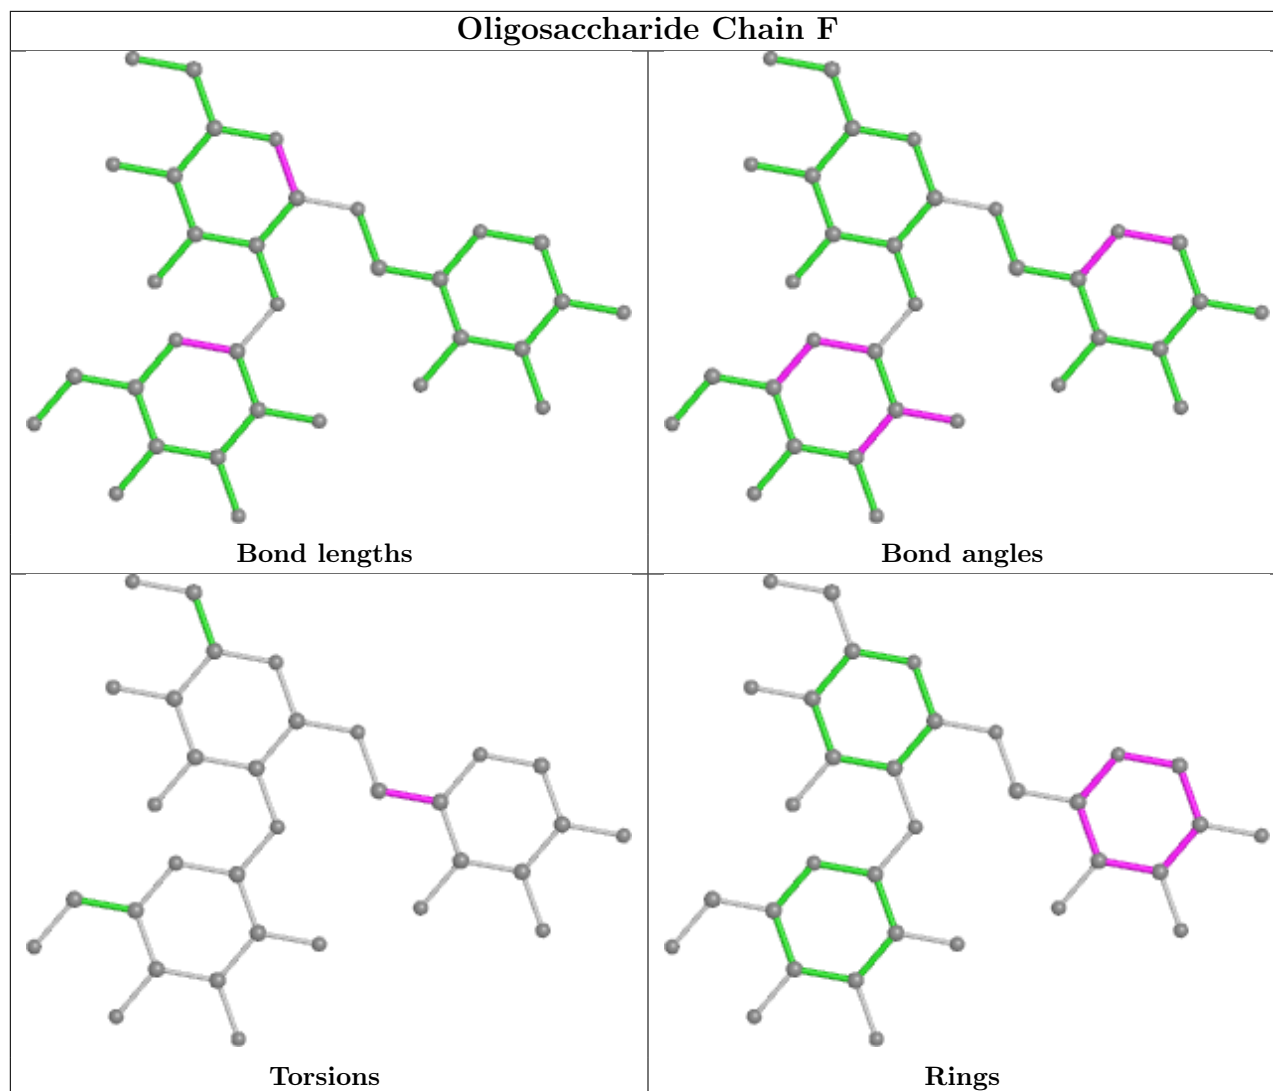 Oligosaccharide Chain F
Bond lengths
Bond angles
Torsions
Rings